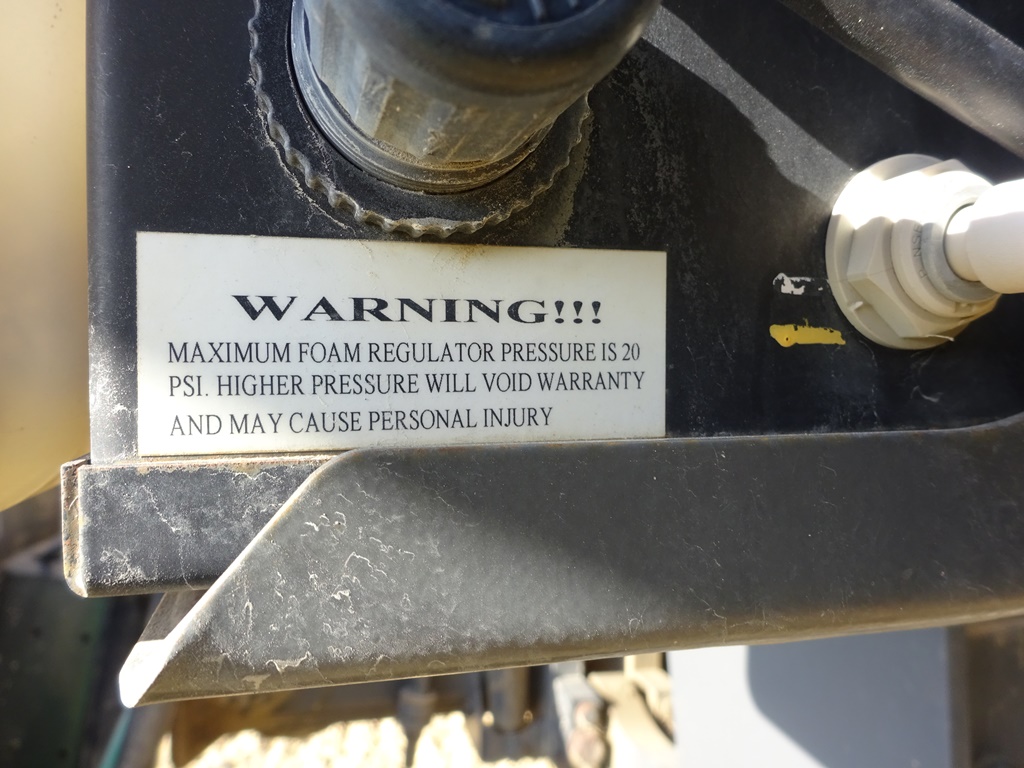 WARNING!!!
MAXIMUM FOAM REGULATOR PRESSURE IS 20
PSI. HIGHER PRESSURE WILL VOID WARRANTY
AND MAY CAUSE PERSONAL INJURY